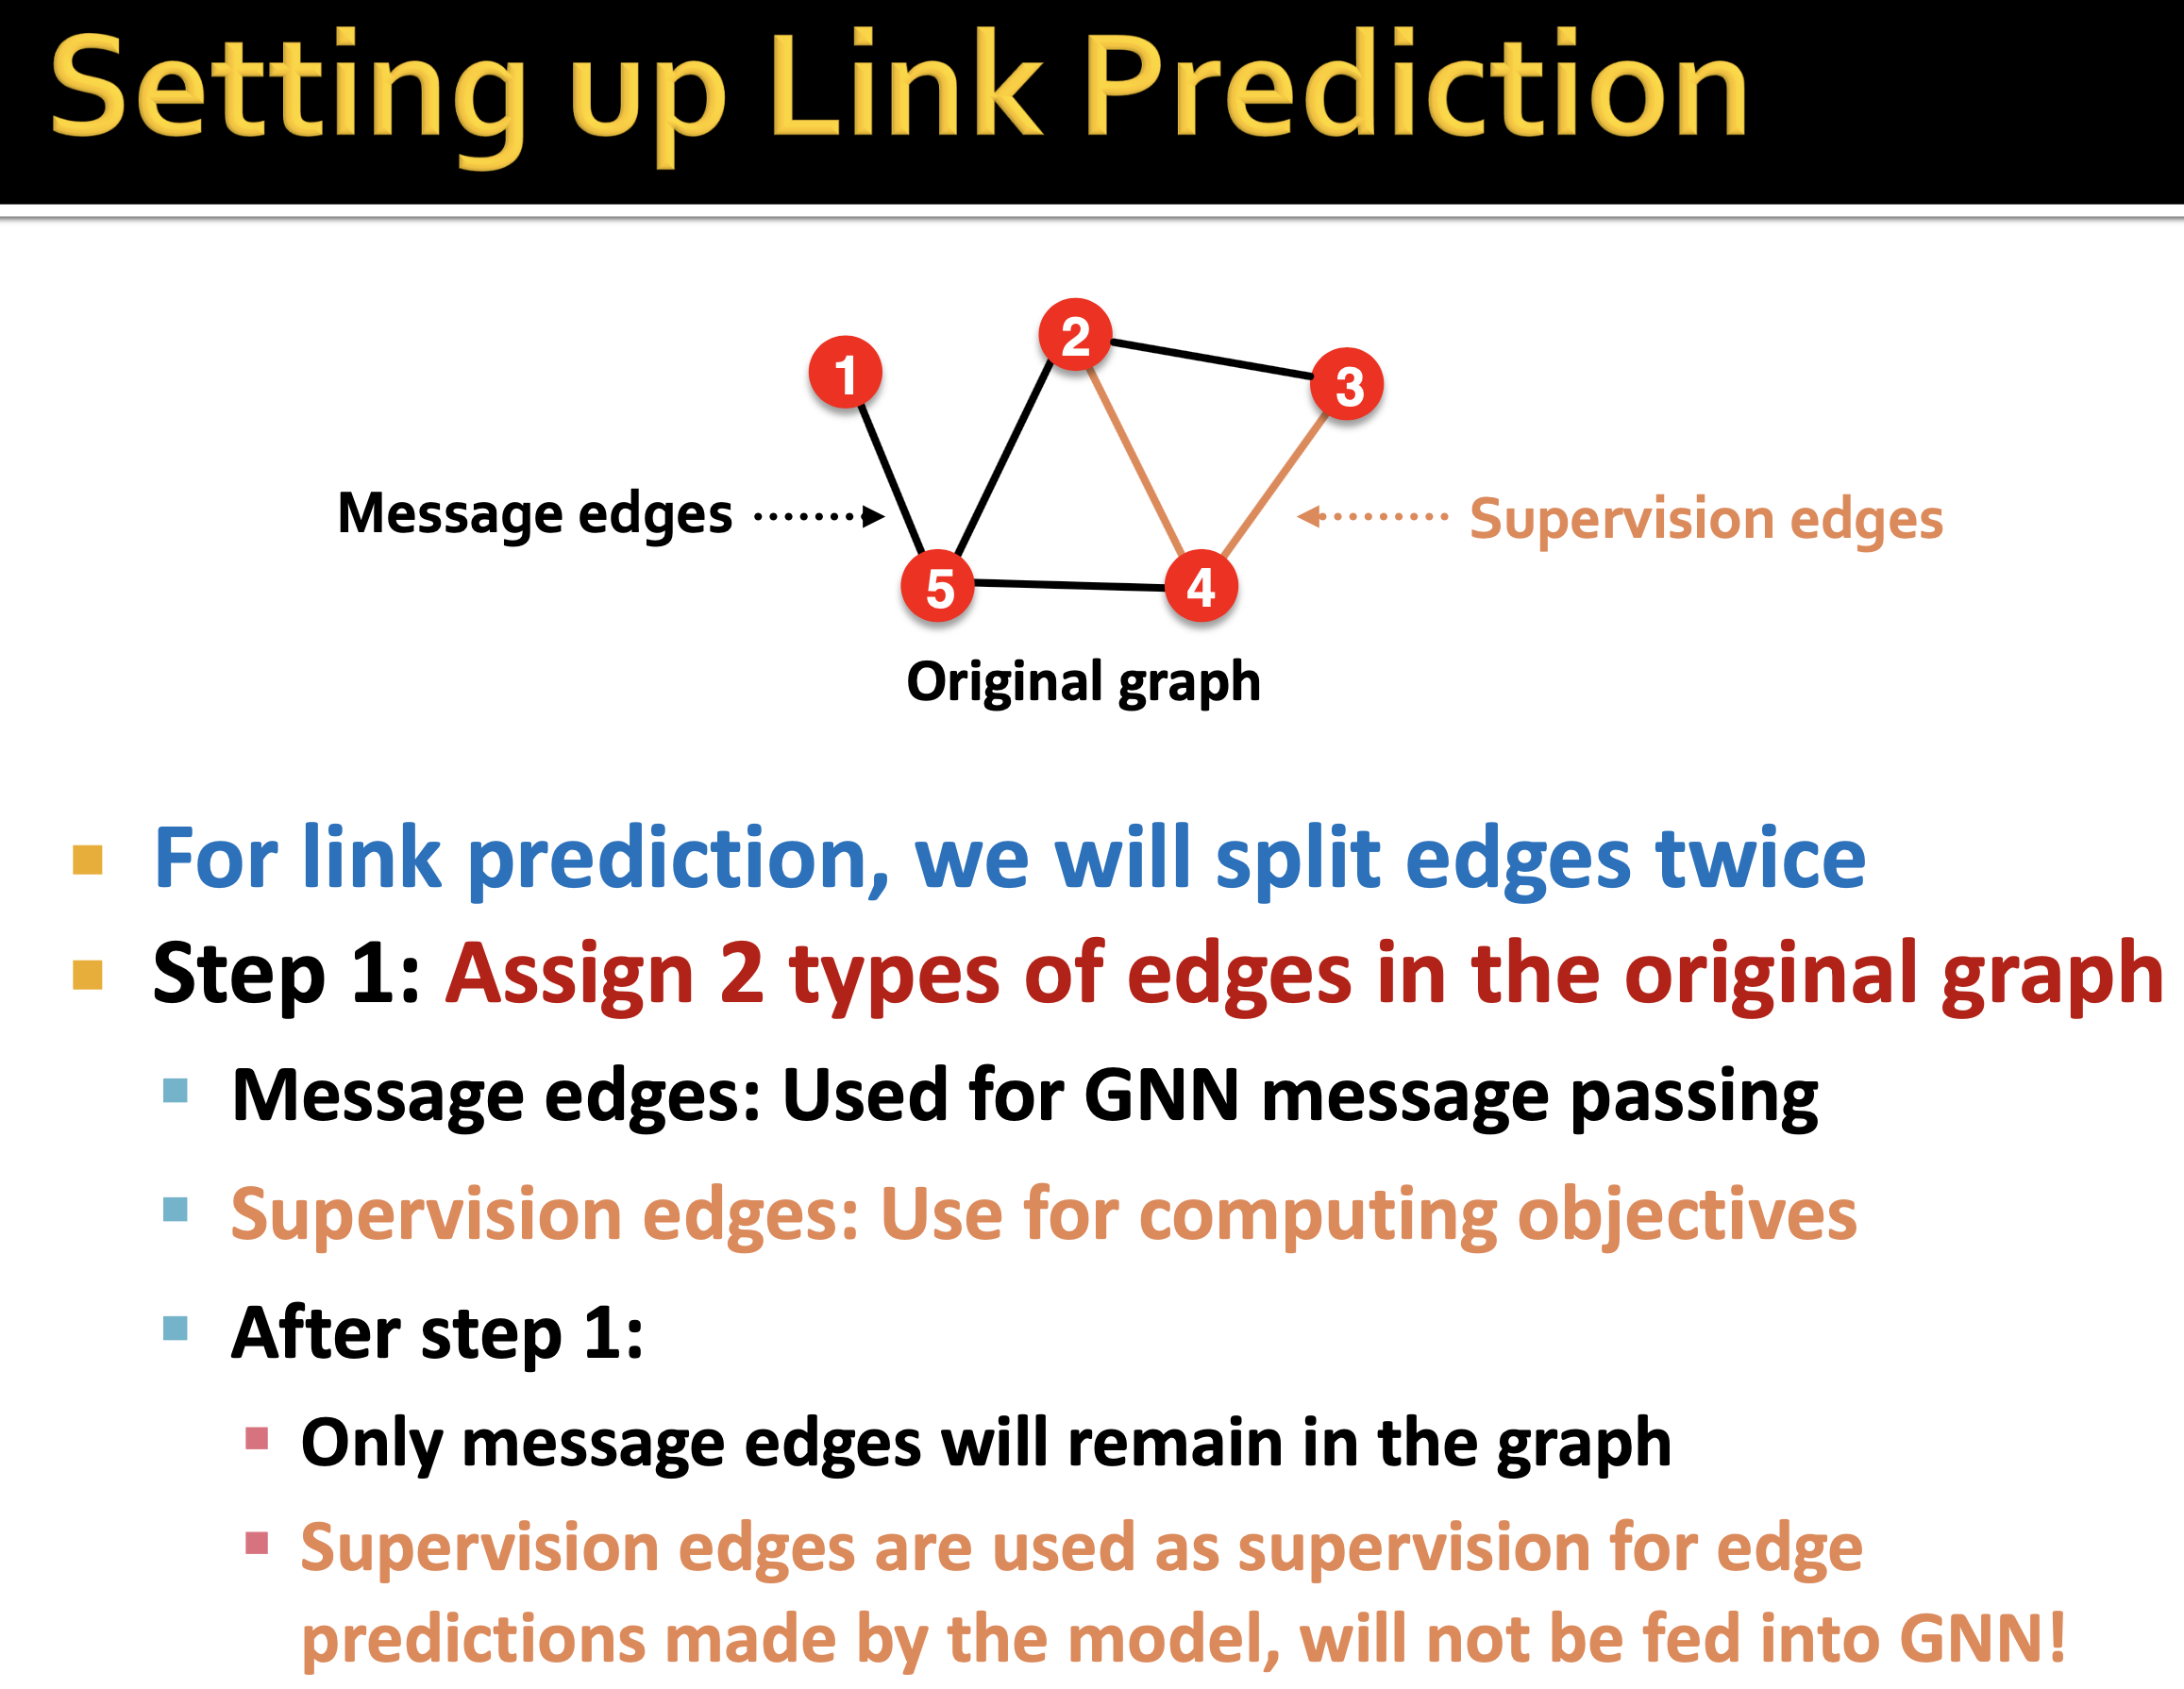 Setting up Link Prediction
1
2
3
Message edges
Supervision edges
5
4
Original graph
For link prediction, we will split edges twice
Step 1: Assign 2 types of edges in the original graph
Message edges: Used for GNN message passing
Supervision edges: Use for computing objectives
After step 1:
Only message edges will remain in the graph
Supervision edges are used as supervision for edge
predictions made by the model, will not be fed into GNN!